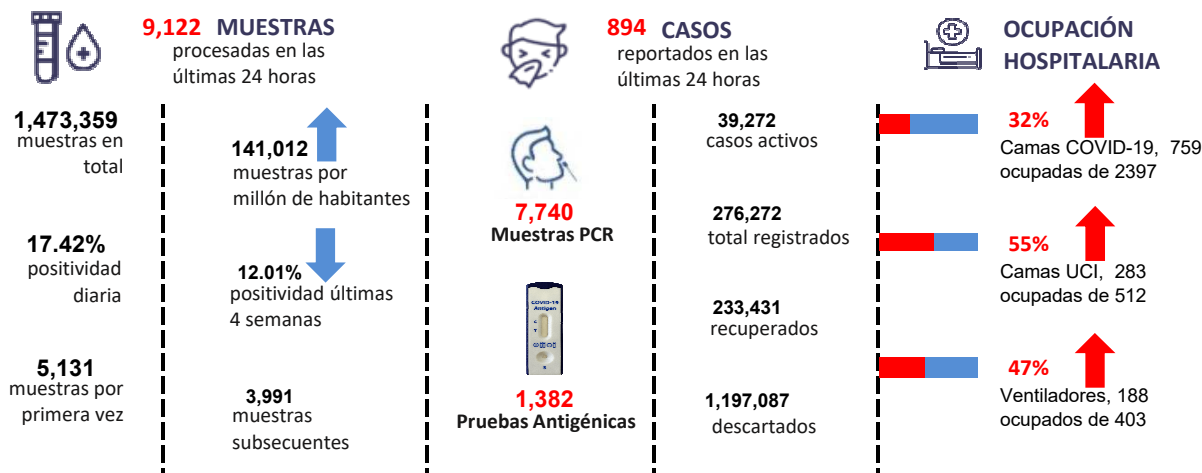 9,122 MUESTRAS
procesadas en las
últimas 24 horas
1,473,359
muestras en
total
17.42%
positividad
diaria
5,131
muestras por
primera vez
141,012
muestras por
millón de habitantes
12.01%
positividad últimas
4 semanas
3,991
muestras
subsecuentes
894 CASOS
reportados en las
últimas 24 horas
7,740
Muestras PCR
COVID-19
Antigen
C
T
1,382
Pruebas Antigénicas
39,272
casos activos
276,272
total registrados
233,431
recuperados
1,197,087
descartados
OCUPACIÓN
HOSPITALARIA
32%
Camas COVID-19, 759
ocupadas de 2397
55%
Camas UCI, 283
ocupadas de 512
47%
Ventiladores, 188
ocupados de 403